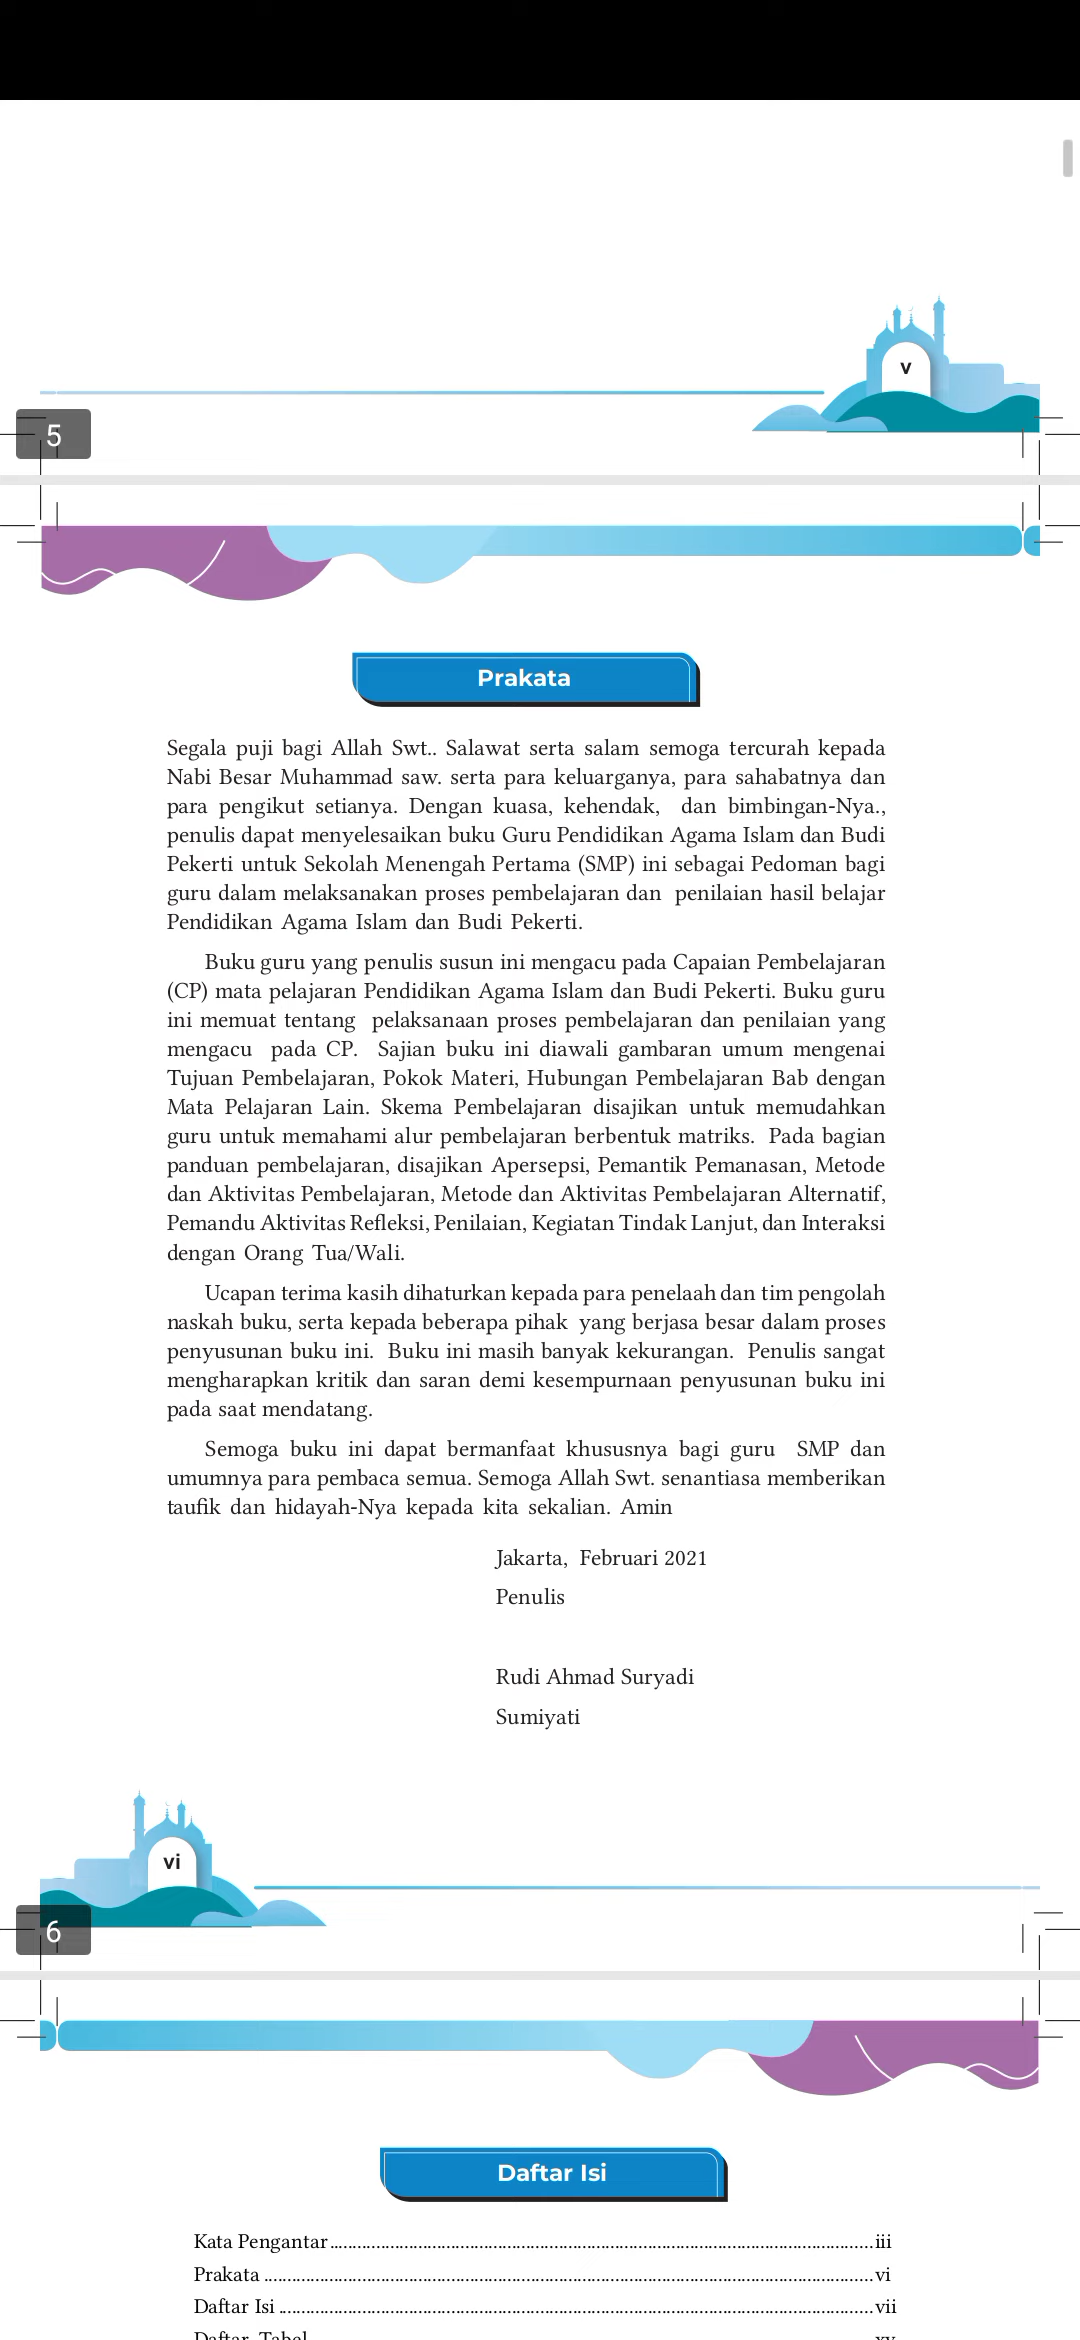 v
5
Prakata
Segala puji bagi Allah Swt.. Salawat serta salam semoga tercurah kepada
Nabi Besar Muhammad saw. serta para keluarganya, para sahabatnya dan
para pengikut setianya. Dengan kuasa, kehendak, dan bimbingan-Nya.,
penulis dapat menyelesaikan buku Guru Pendidikan Agama Islam dan Budi
Pekerti untuk Sekolah Menengah Pertama (SMP) ini sebagai Pedoman bagi
guru dalam melaksanakan proses pembelajaran dan penilaian hasil belajar
Pendidikan Agama Islam dan Budi Pekerti.
Buku guru yang penulis susun ini mengacu pada Capaian Pembelajaran
(CP) mata pelajaran Pendidikan Agama Islam dan Budi Pekerti. Buku guru
ini memuat tentang pelaksanaan proses pembelajaran dan penilaian yang
mengacu pada CP. Sajian buku ini diawali gambaran umum mengenai
Tujuan Pembelajaran, Pokok Materi, Hubungan Pembelajaran Bab dengan
Mata Pelajaran Lain. Skema Pembelajaran disajikan untuk memudahkan
guru untuk memahami alur pembelajaran berbentuk matriks. Pada bagian
panduan pembelajaran, disajikan Apersepsi, Pemantik Pemanasan, Metode
dan Aktivitas Pembelajaran, Metode dan Aktivitas Pembelajaran Alternatif,
Pemandu Aktivitas Refleksi, Penilaian, Kegiatan Tindak Lanjut, dan Interaksi
dengan Orang Tua/Wali.
Ucapan terima kasih dihaturkan kepada para penelaah dan tim pengolah
naskah buku, serta kepada beberapa pihak yang berjasa besar dalam proses
penyusunan buku ini. Buku ini masih banyak kekurangan. Penulis sangat
mengharapkan kritik dan saran demi kesempurnaan penyusunan buku ini
pada saat mendatang.
Semoga buku ini dapat bermanfaat khususnya bagi guru SMP dan
umumnya para pembaca semua. Semoga Allah Swt. senantiasa memberikan
taufik dan hidayah-Nya kepada kita sekalian. Amin
Jakarta, Februari 2021
Penulis
Rudi Ahmad Suryadi
Sumiyati
vi
6
Daftar Isi
Kata Pengantar....................iii
Prakata....................vi
Daftar Isi....................vii
Daftar Tabel....................xv